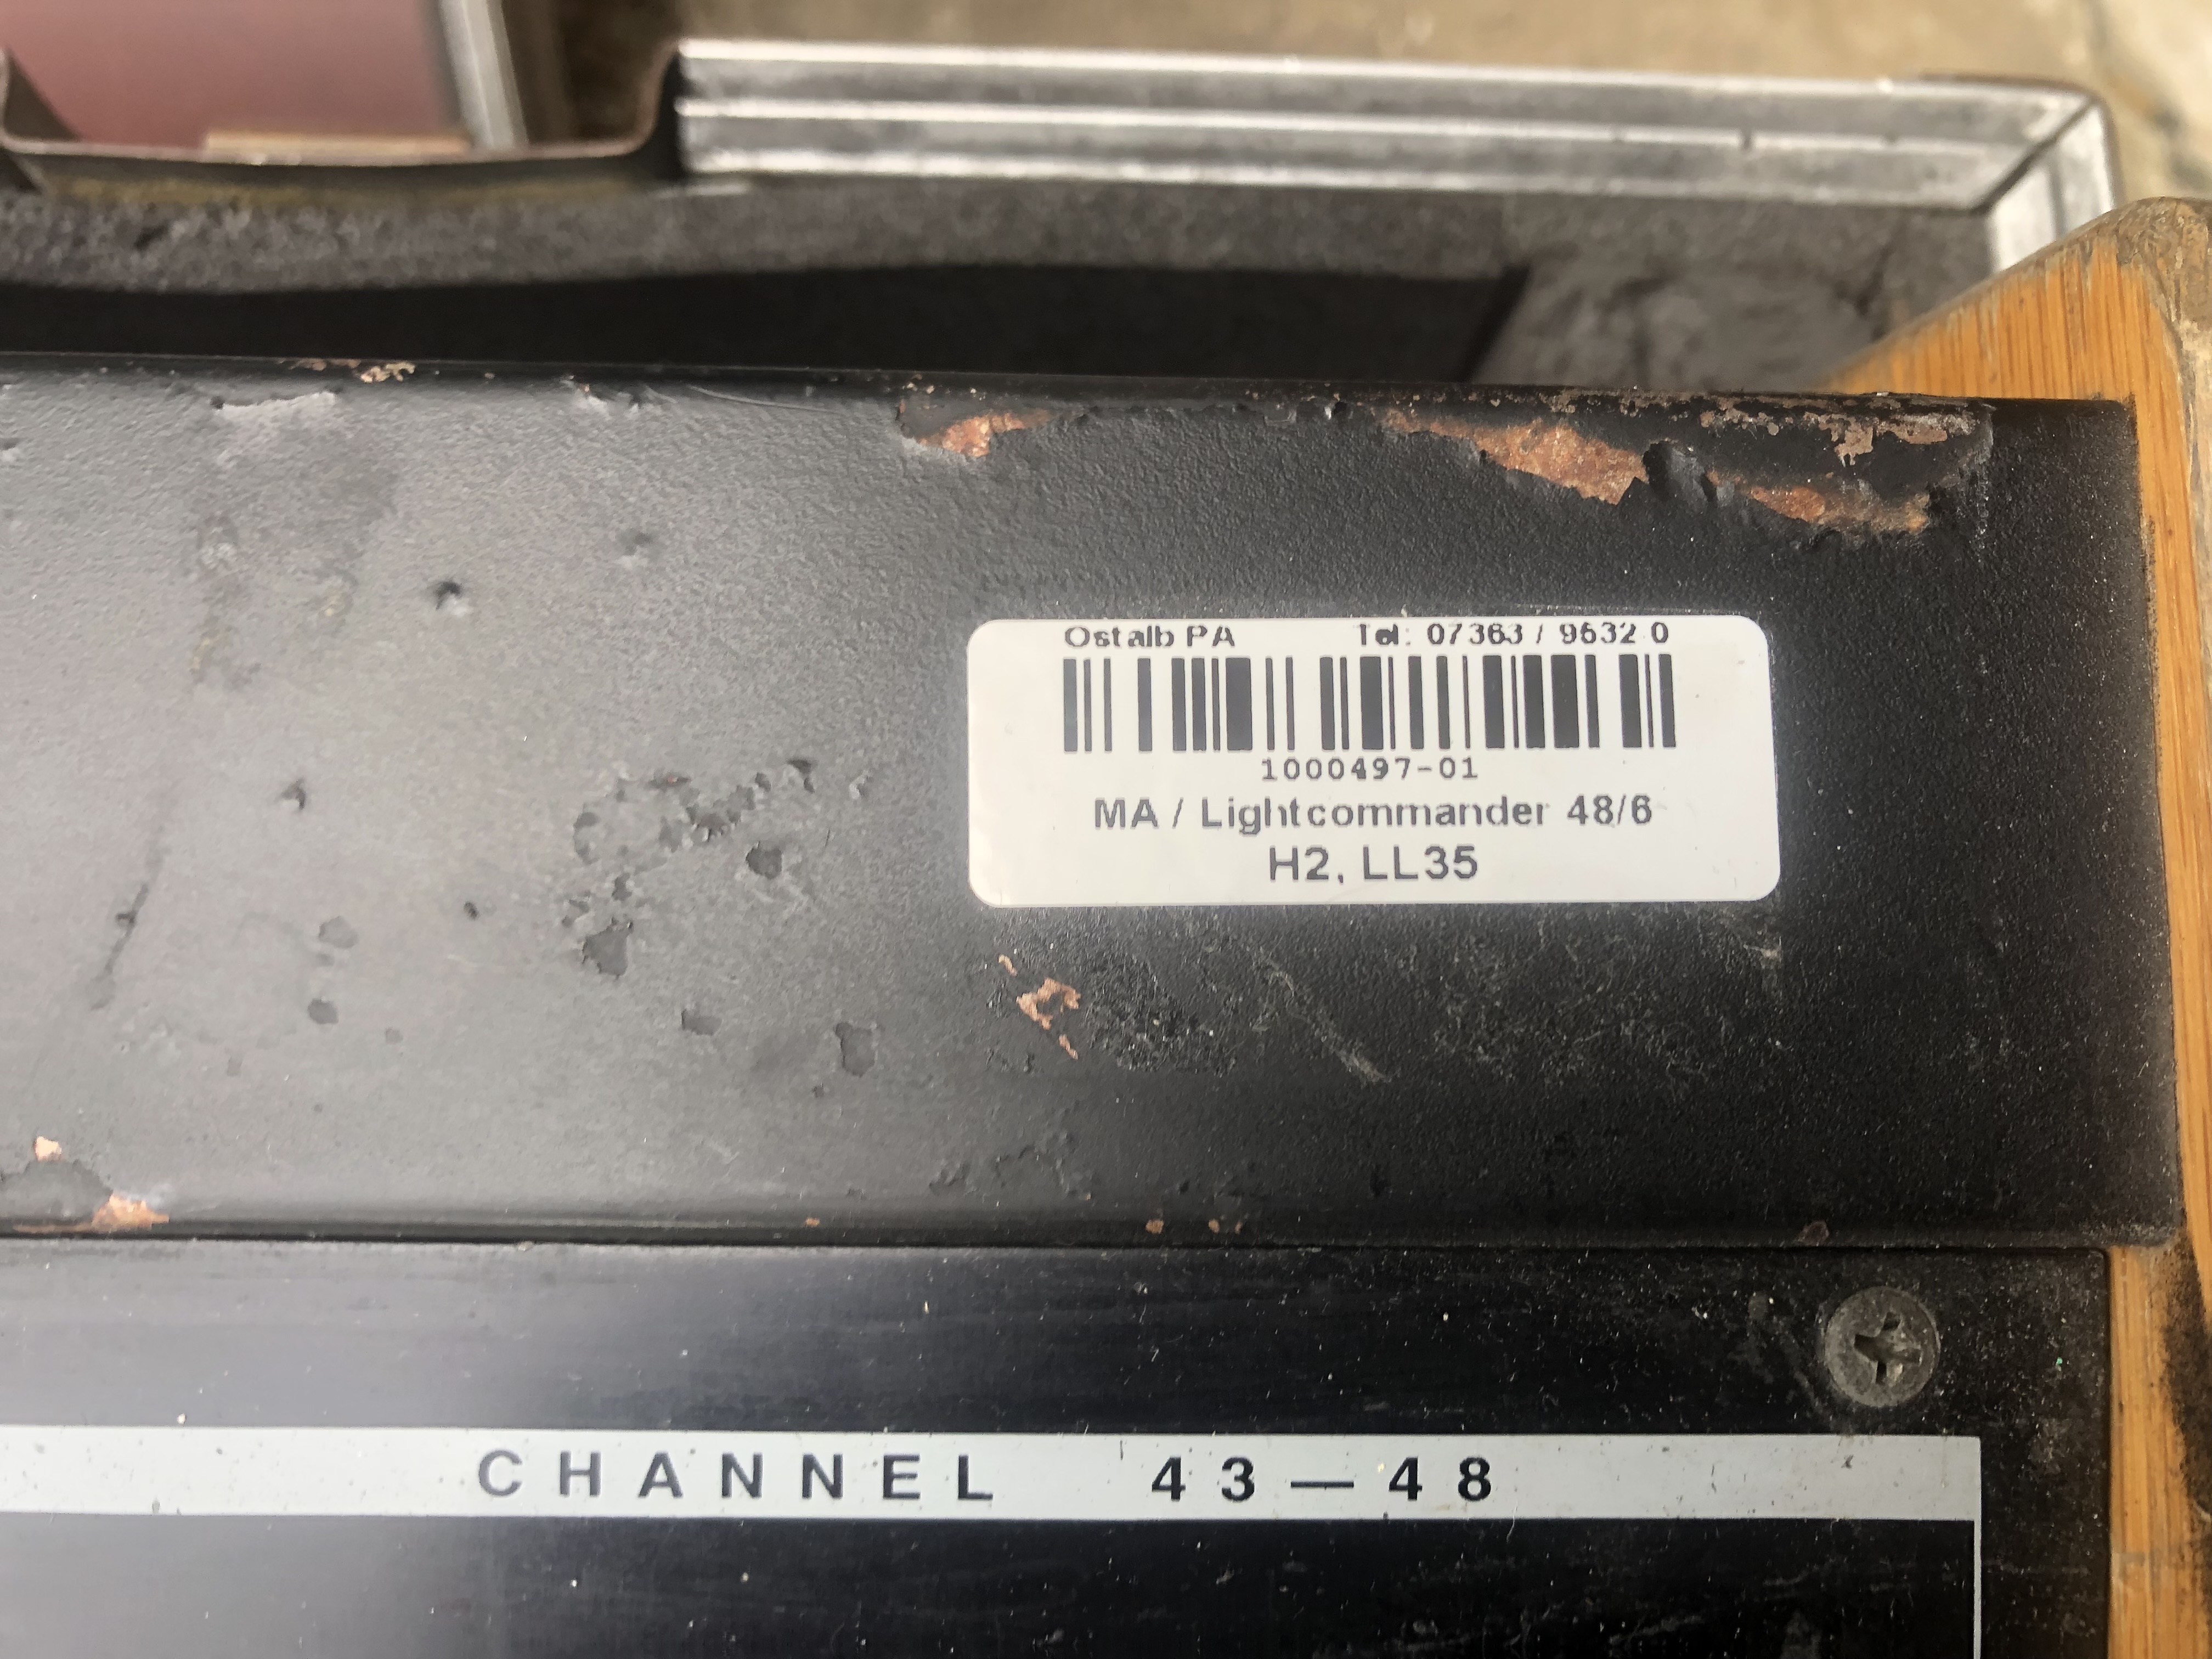 Ostalb PA Tel: 07363 / 9632 0
1000497-01
MA / Lightcommander 48/6
H2, LL35
CHANNEL 43—48